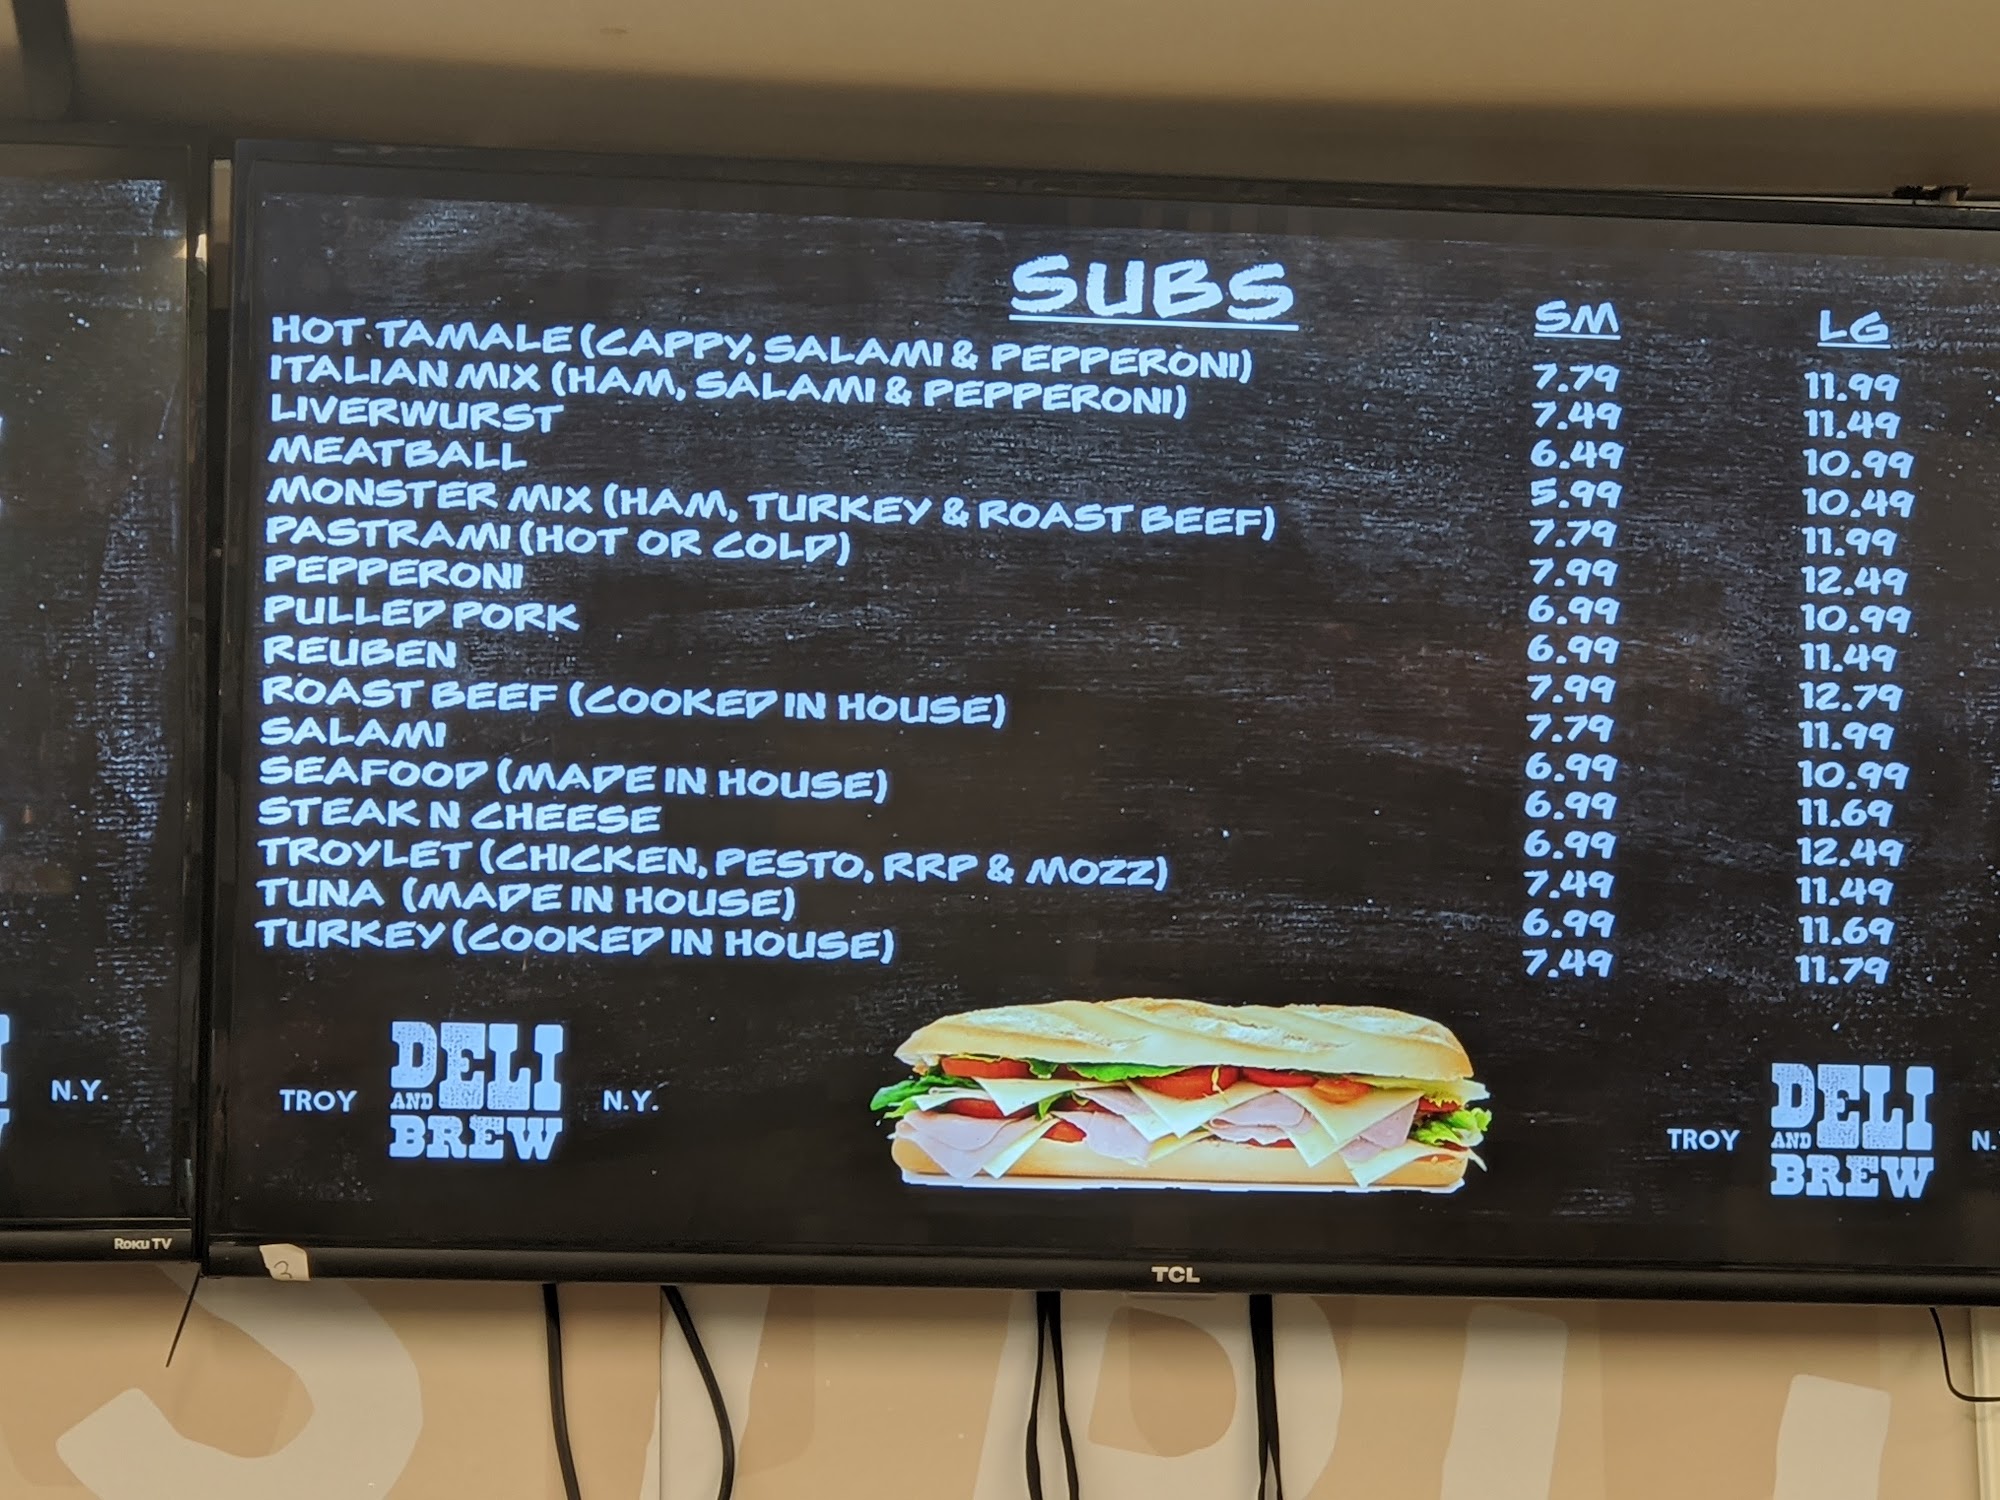 SUBS
SM LG
HOT TAMALE (CAPPY, SALAMI & PEPPERONI) 7.79 11.99
ITALIAN MIX (HAM, SALAMI & PEPPERONI) 7.49 11.49
LIVERWURST 6.49 10.99
MEATBALL 5.99 10.49
MONSTER MIX (HAM, TURKEY & ROAST BEEF) 7.79 11.99
PASTRAMI (HOT OR COLD) 7.99 12.49
PEPPERONI 6.99 10.99
PULLED PORK 6.99 11.49
REUBEN 7.99 12.79
ROAST BEEF (COOKED IN HOUSE) 7.79 11.99
SALAMI 6.99 10.99
SEAFOOD (MADE IN HOUSE) 6.99 11.69
STEAK N CHEESE 6.99 12.49
TROYLET (CHICKEN, PESTO, RRP & MOZZ) 7.49 11.49
TUNA (MADE IN HOUSE) 6.99 11.69
TURKEY (COOKED IN HOUSE) 7.49 11.79
N.Y.
TROY DELI AND BREW N.Y.
TROY DELI AND BREW N.
Roku TV
3
TCL